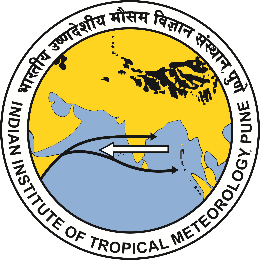 भारतीय उष्णदेशीय मौसम विज्ञान संस्थान, पुणे
INDIAN INSTITUTE OF TROPICAL METEOROLOGY, PUNE